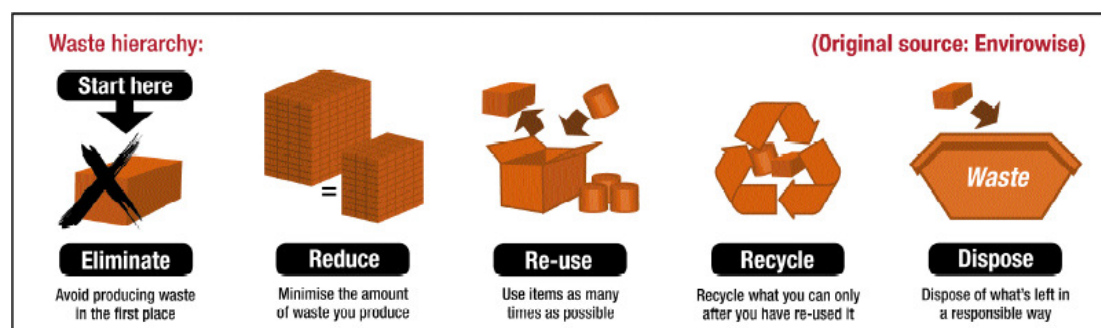 Waste hierarchy:
(Original source: Envirowise)
Start here
=
Waste
Eliminate
Avoid producing waste
in the first place
Reduce
Minimise the amount
of waste you produce
Re-use
Use items as many
times as possible
Recycle
Recycle what you can only
after you have re-used it
Dispose
Dispose of what's left in
a responsible way